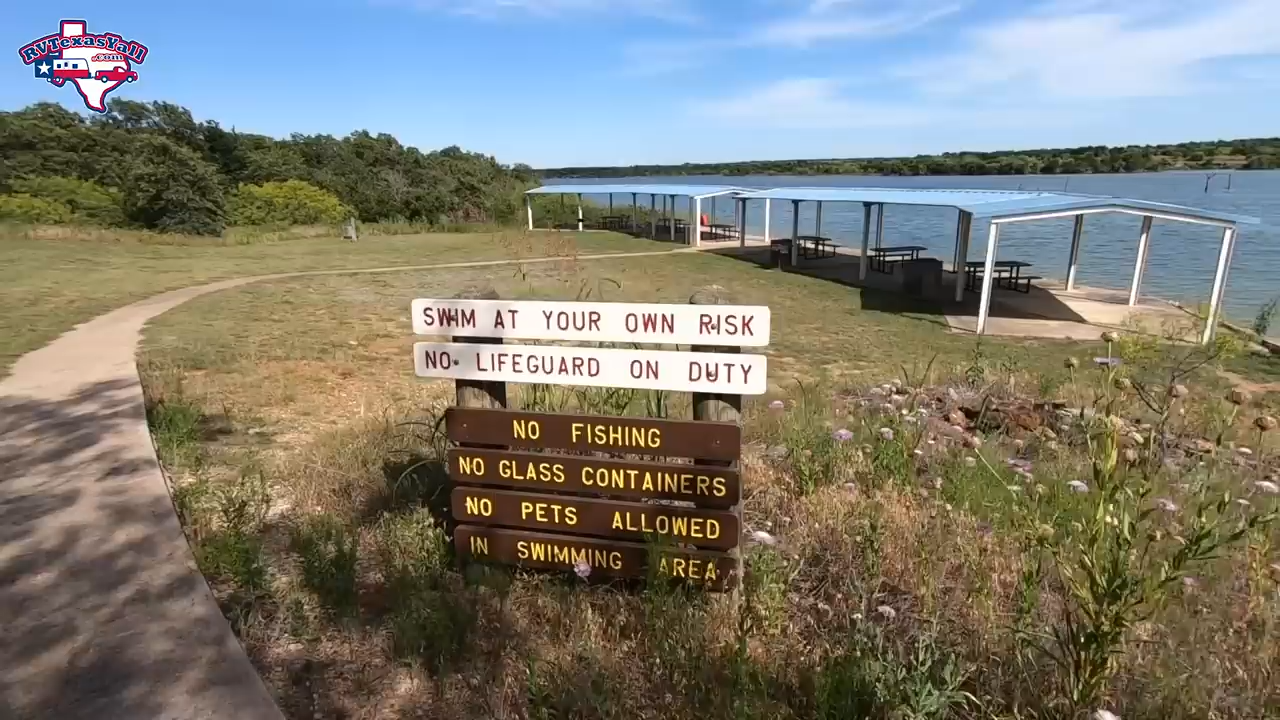 RVTexasYall
.com
SWIM AT YOUR OWN RISK
NO LIFEGUARD ON DUTY
NO FISHING
NO GLASS CONTAINERS
NO PETS ALLOWED
IN SWIMMING AREA